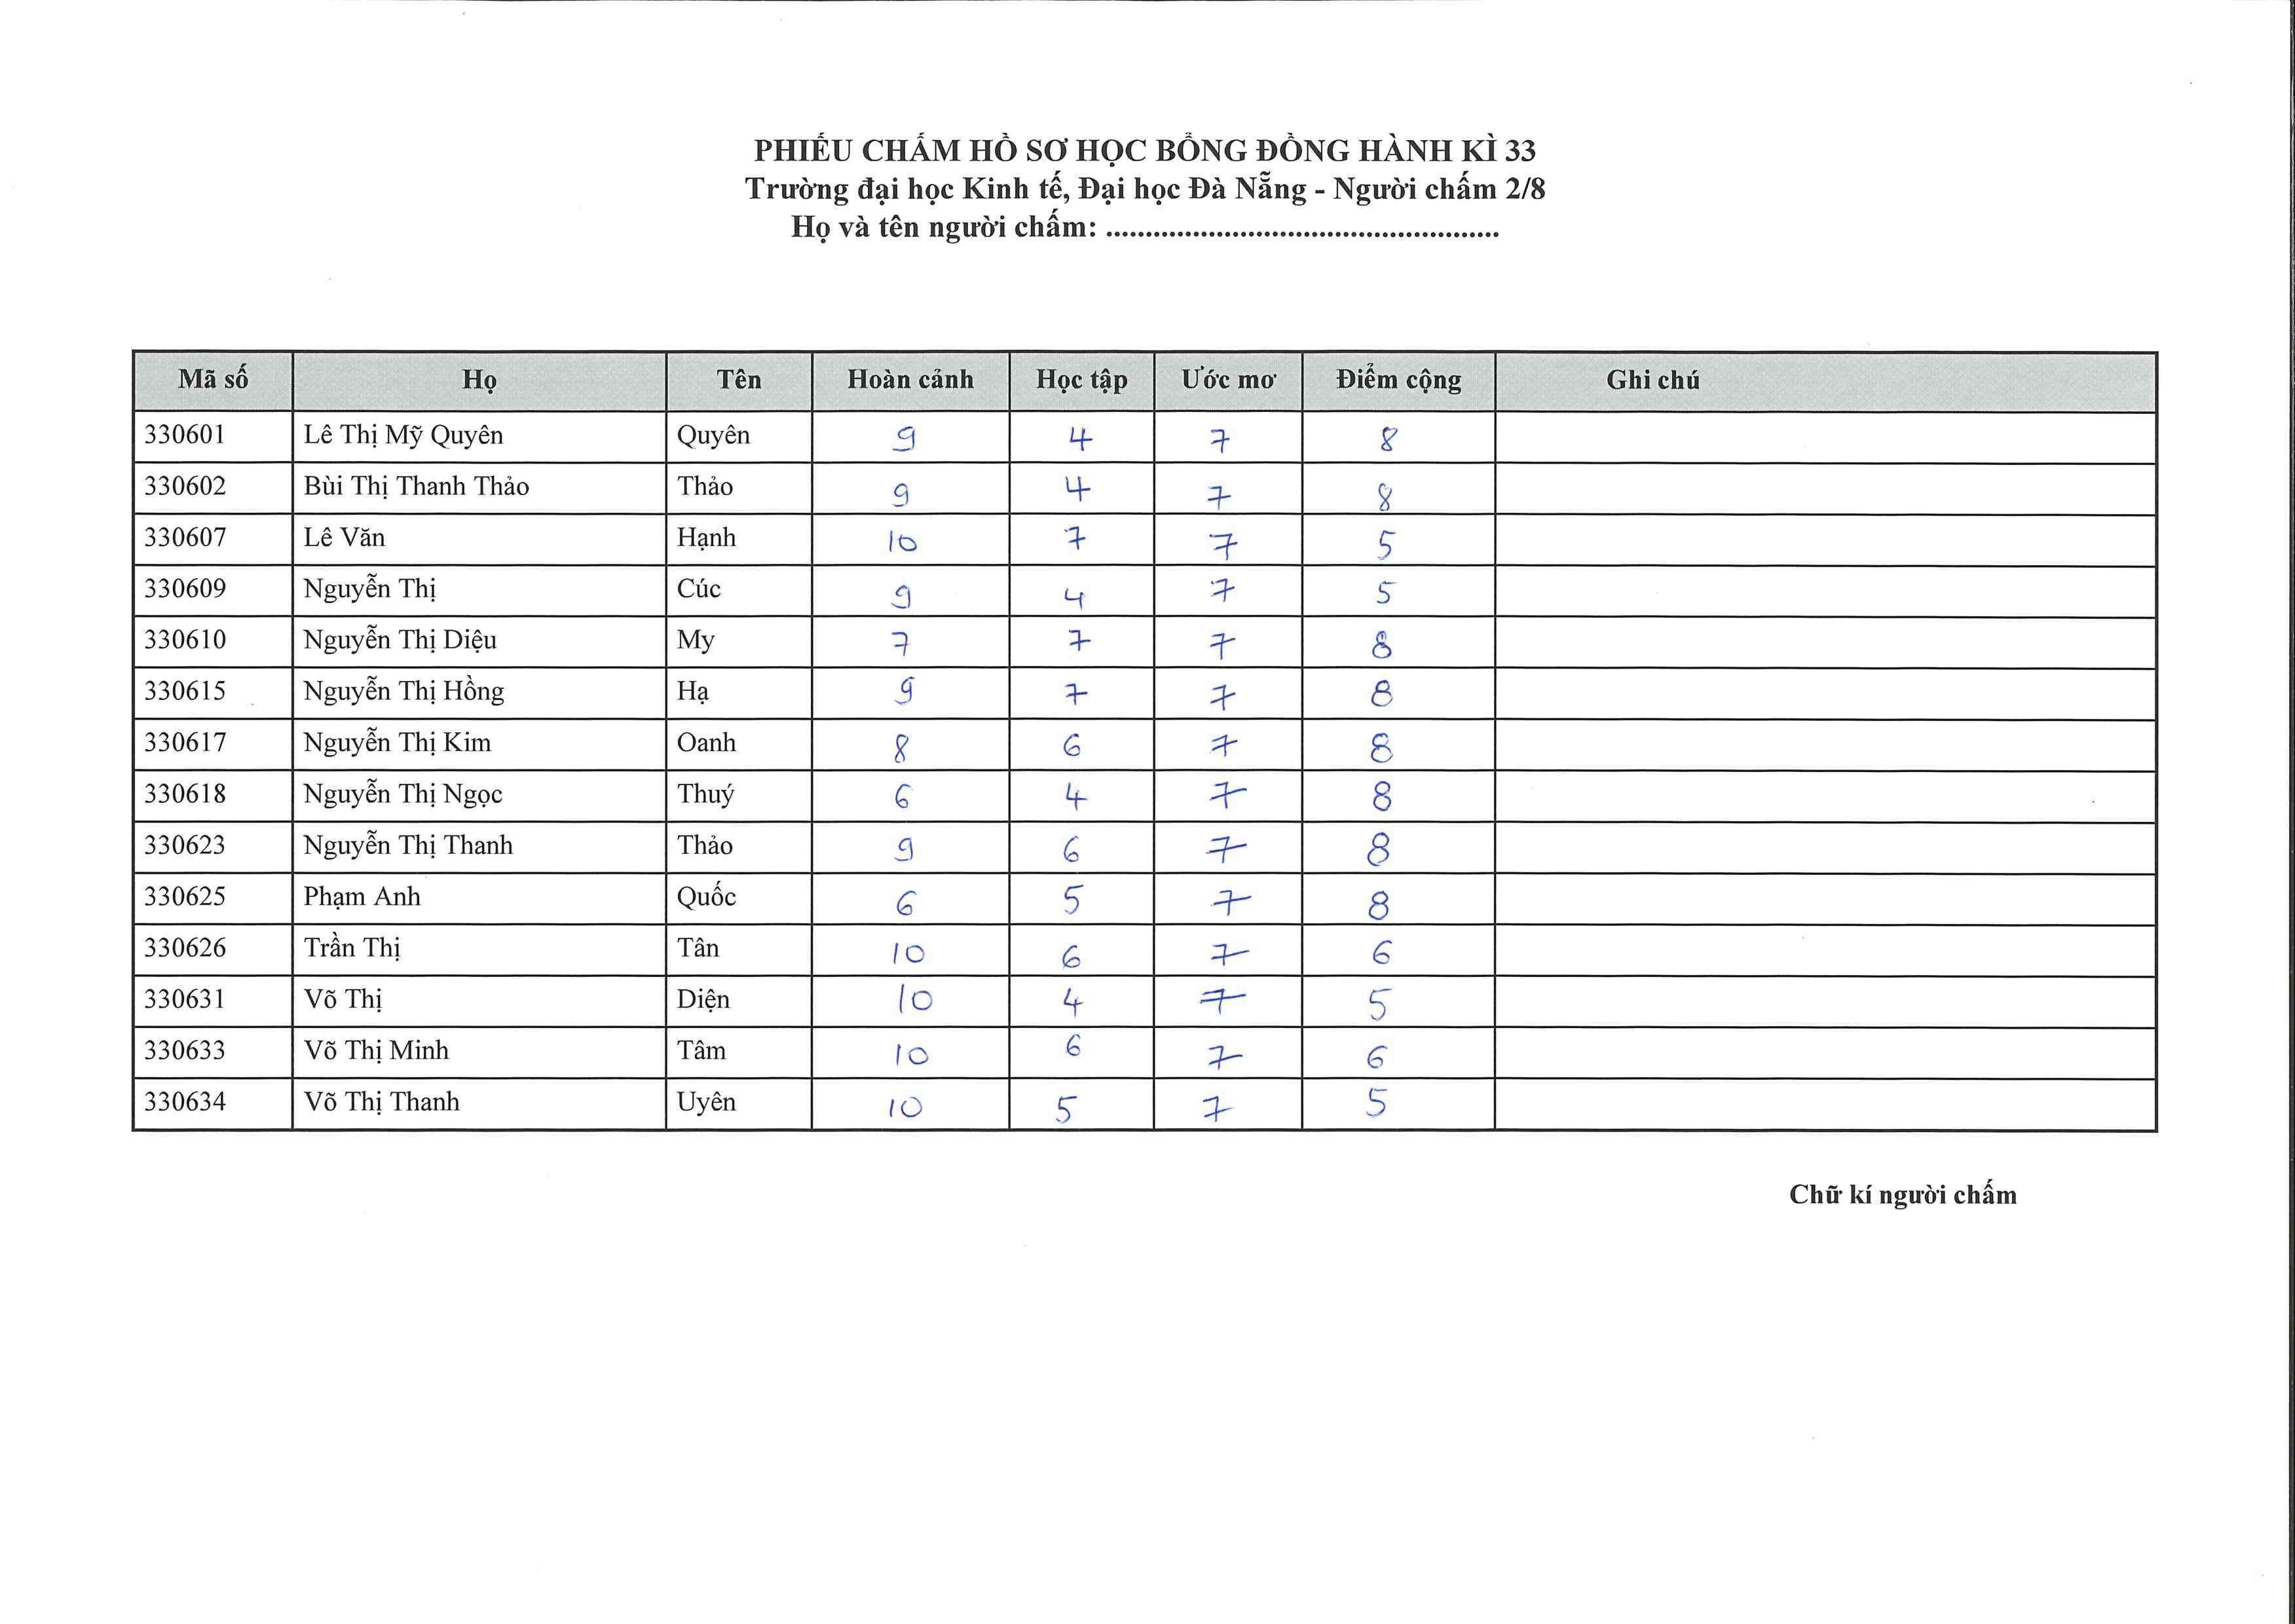 PHIẾU CHẤM HỒ SƠ HỌC BỔNG ĐỒNG HÀNH KÌ 33
Trường đại học Kinh tế, Đại học Đà Nẵng - Người chấm 2/8
Họ và tên người chấm: ..................................................
Mã số Họ Tên Hoàn cảnh Học tập Ước mơ Điểm cộng Ghi chú
330601 Lê Thị Mỹ Quyên Quyên 9 4 7 8
330602 Bùi Thị Thanh Thảo Thảo 9 4 7 8
330607 Lê Văn Hạnh 10 7 7 5
330609 Nguyễn Thị Cúc 9 4 7 5
330610 Nguyễn Thị Diệu My 7 7 7 8
330615 Nguyễn Thị Hồng Hạ 9 7 7 8
330617 Nguyễn Thị Kim Oanh 8 6 7 8
330618 Nguyễn Thị Ngọc Thuý 6 4 7 8
330623 Nguyễn Thị Thanh Thảo 9 6 7 8
330625 Phạm Anh Quốc 6 5 7 8
330626 Trần Thị Tân 10 6 7 6
330631 Võ Thị Diện 10 4 7 5
330633 Võ Thị Minh Tâm 10 6 7 6
330634 Võ Thị Thanh Uyên 10 5 7 5
Chữ kí người chấm